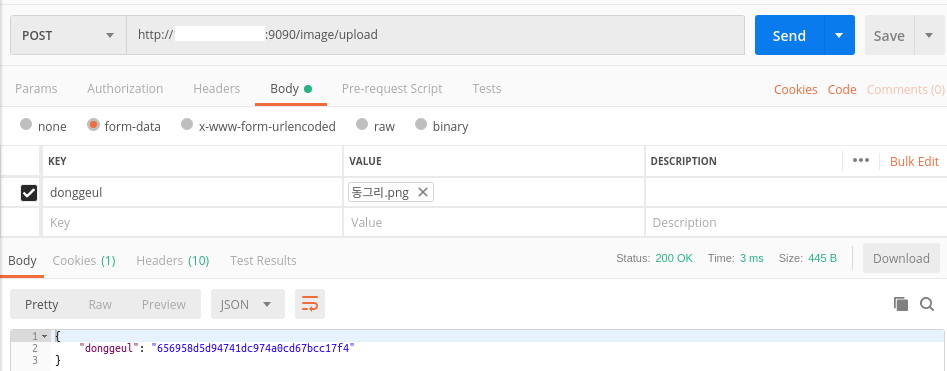 POST http:// :9090/image/upload Send Save
Params Authorization Headers Body Pre-request Script Tests Cookies Code Comments (0)
none form-data x-www-form-urlencoded raw binary
KEY VALUE DESCRIPTION ••• Bulk Edit
donggeul 동그리.png
Key Value Description
Body Cookies (1) Headers (10) Test Results Status: 200 OK Time: 3 ms Size: 445 B Download
Pretty Raw Preview JSON
1 {
2 "donggeul": "656958d5d94741dc974a0cd67bcc17f4"
3 }